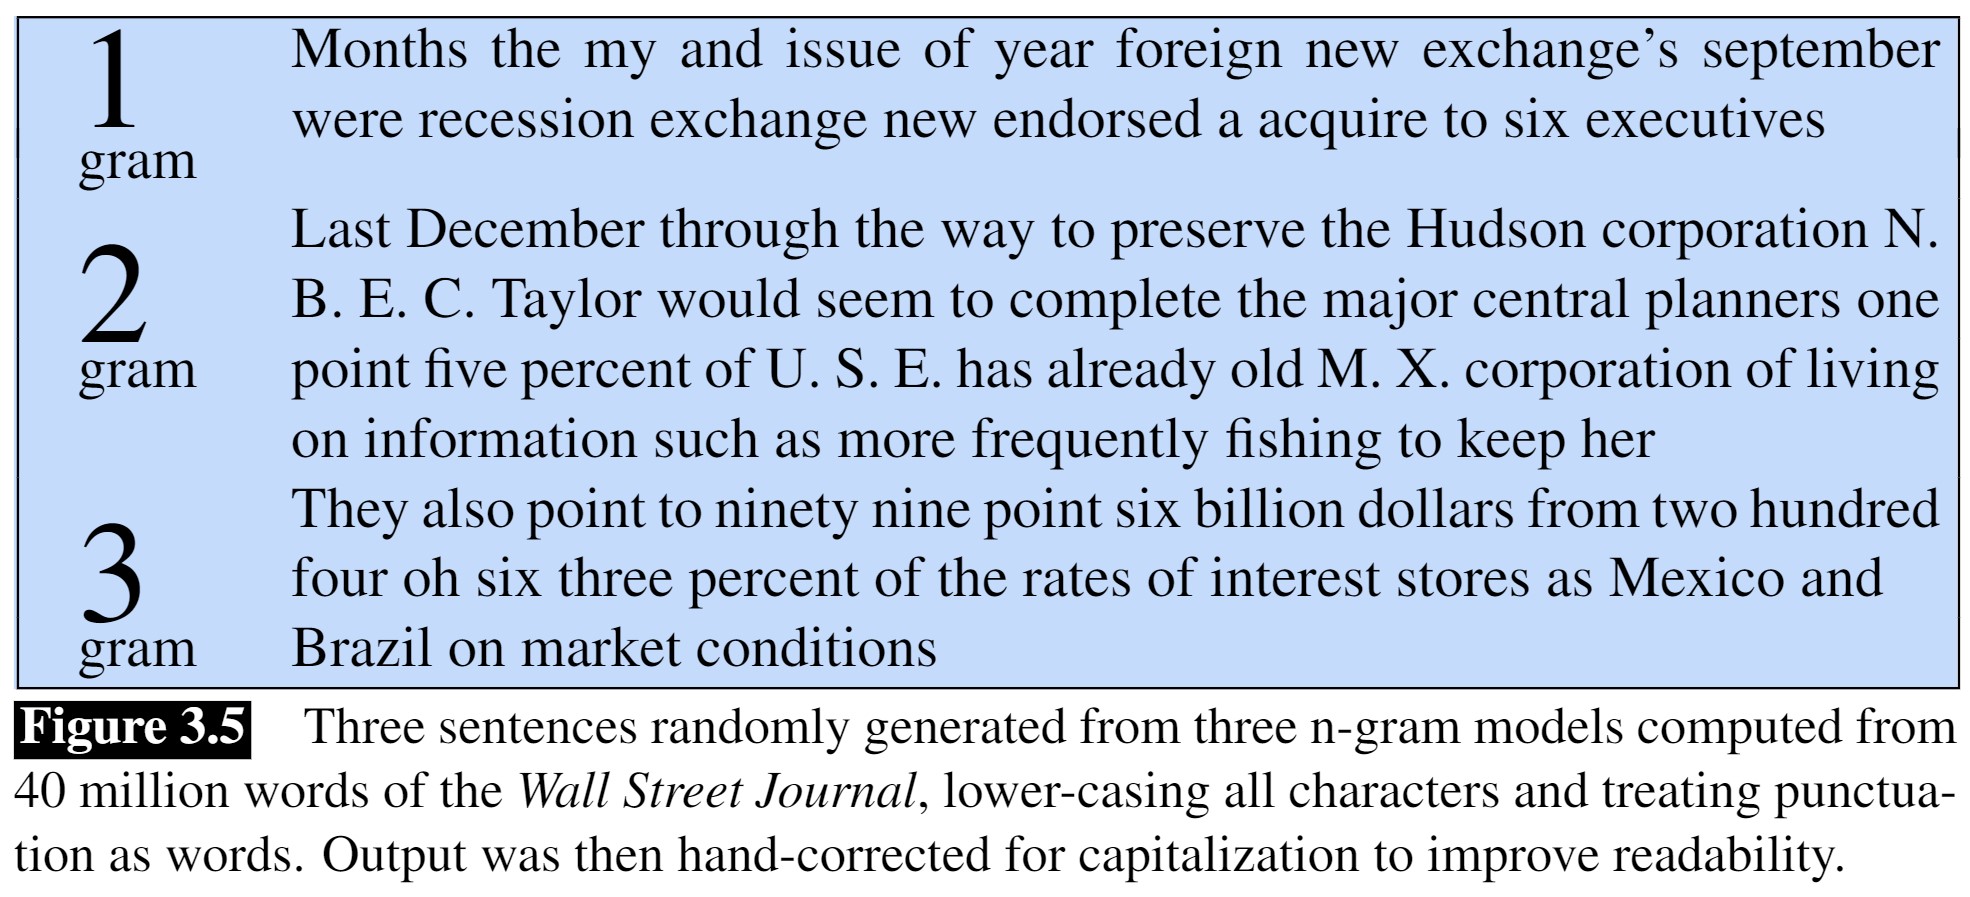 1
gram
Months the my and issue of year foreign new exchange’s september
were recession exchange new endorsed a acquire to six executives
2
gram
Last December through the way to preserve the Hudson corporation N.
B. E. C. Taylor would seem to complete the major central planners one
point five percent of U. S. E. has already old M. X. corporation of living
on information such as more frequently fishing to keep her
3
gram
They also point to ninety nine point six billion dollars from two hundred
four oh six three percent of the rates of interest stores as Mexico and
Brazil on market conditions
Figure 3.5 Three sentences randomly generated from three n-gram models computed from
40 million words of the Wall Street Journal, lower-casing all characters and treating punctua-
tion as words. Output was then hand-corrected for capitalization to improve readability.